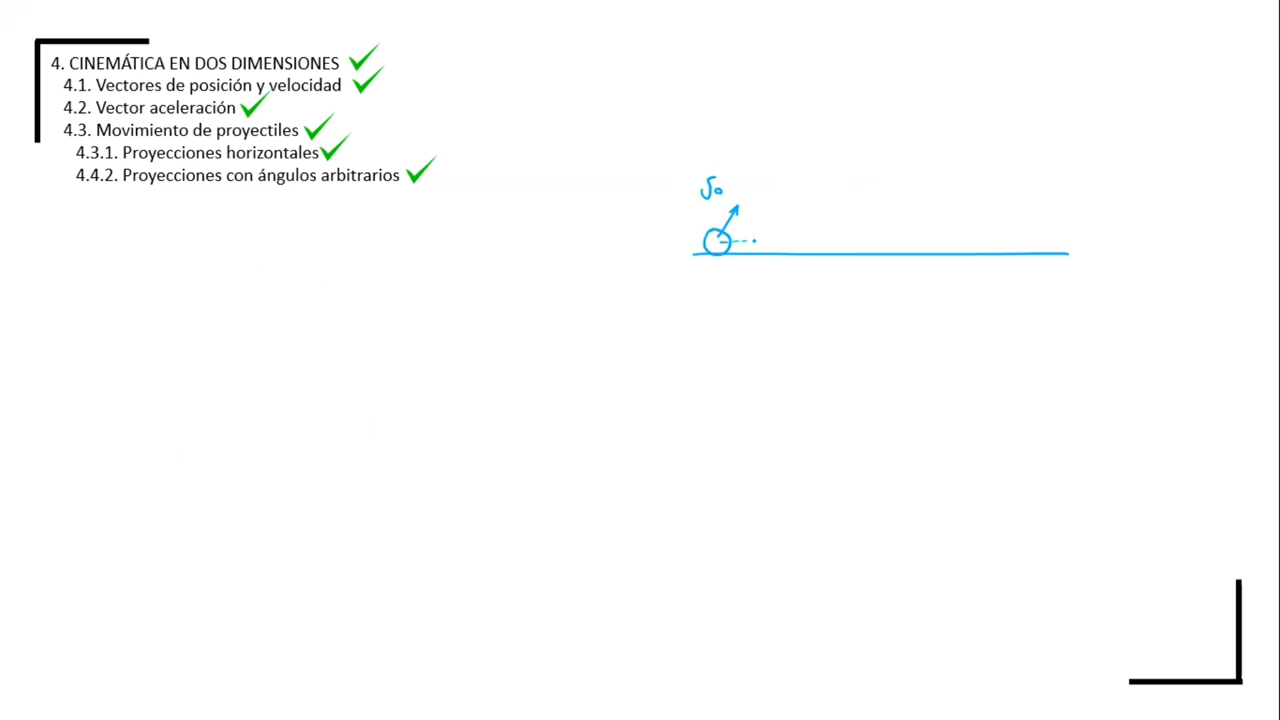 4. CINEMÁTICA EN DOS DIMENSIONES
4.1. Vectores de posición y velocidad
4.2. Vector aceleración
4.3. Movimiento de proyectiles
4.3.1. Proyecciones horizontales
4.4.2. Proyecciones con ángulos arbitrarios
v₀